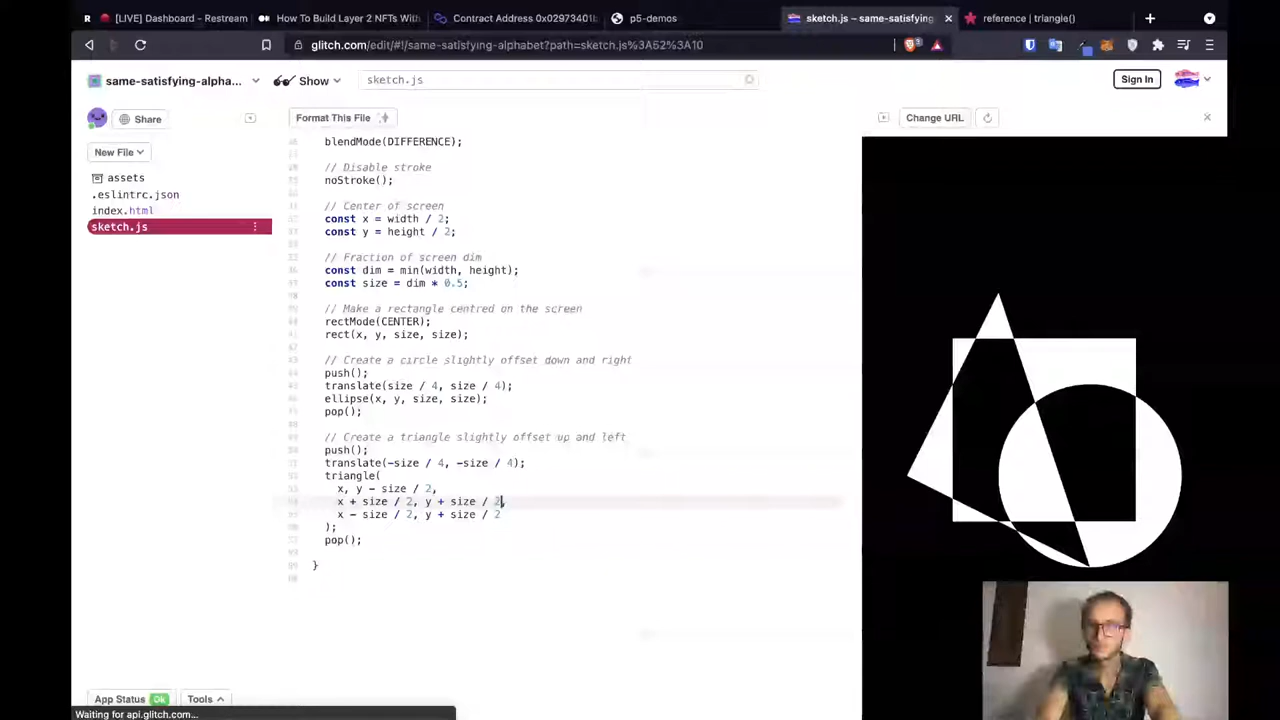 R [LIVE] Dashboard - Restream
How To Build Layer 2 NFTs With
Contract Address 0x02973401b
p5-demos
sketch.js – same-satisfying-
reference | triangle()
glitch.com/edit/#!/same-satisfying-alphabet?path=sketch.js%3A52%3A10
same-satisfying-alpha...
Show
sketch.js
Sign In
Share
Format This File
Change URL
New File
blendMode(DIFFERENCE);
assets
// Disable stroke
noStroke();
.eslintrc.json
index.html
// Center of screen
const x = width / 2;
sketch.js
const y = height / 2;
// Fraction of screen dim
const dim = min(width, height);
const size = dim * 0.5;
// Make a rectangle centred on the screen
rectMode(CENTER);
rect(x, y, size, size);
// Create a circle slightly offset down and right
push();
translate(size / 4, size / 4);
ellipse(x, y, size, size);
pop();
// Create a triangle slightly offset up and left
push();
translate(-size / 4, -size / 4);
triangle(
x, y - size / 2,
x + size / 2, y + size / 2,
x - size / 2, y + size / 2
);
pop();
}
App Status Ok
Tools
Waiting for api.glitch.com...